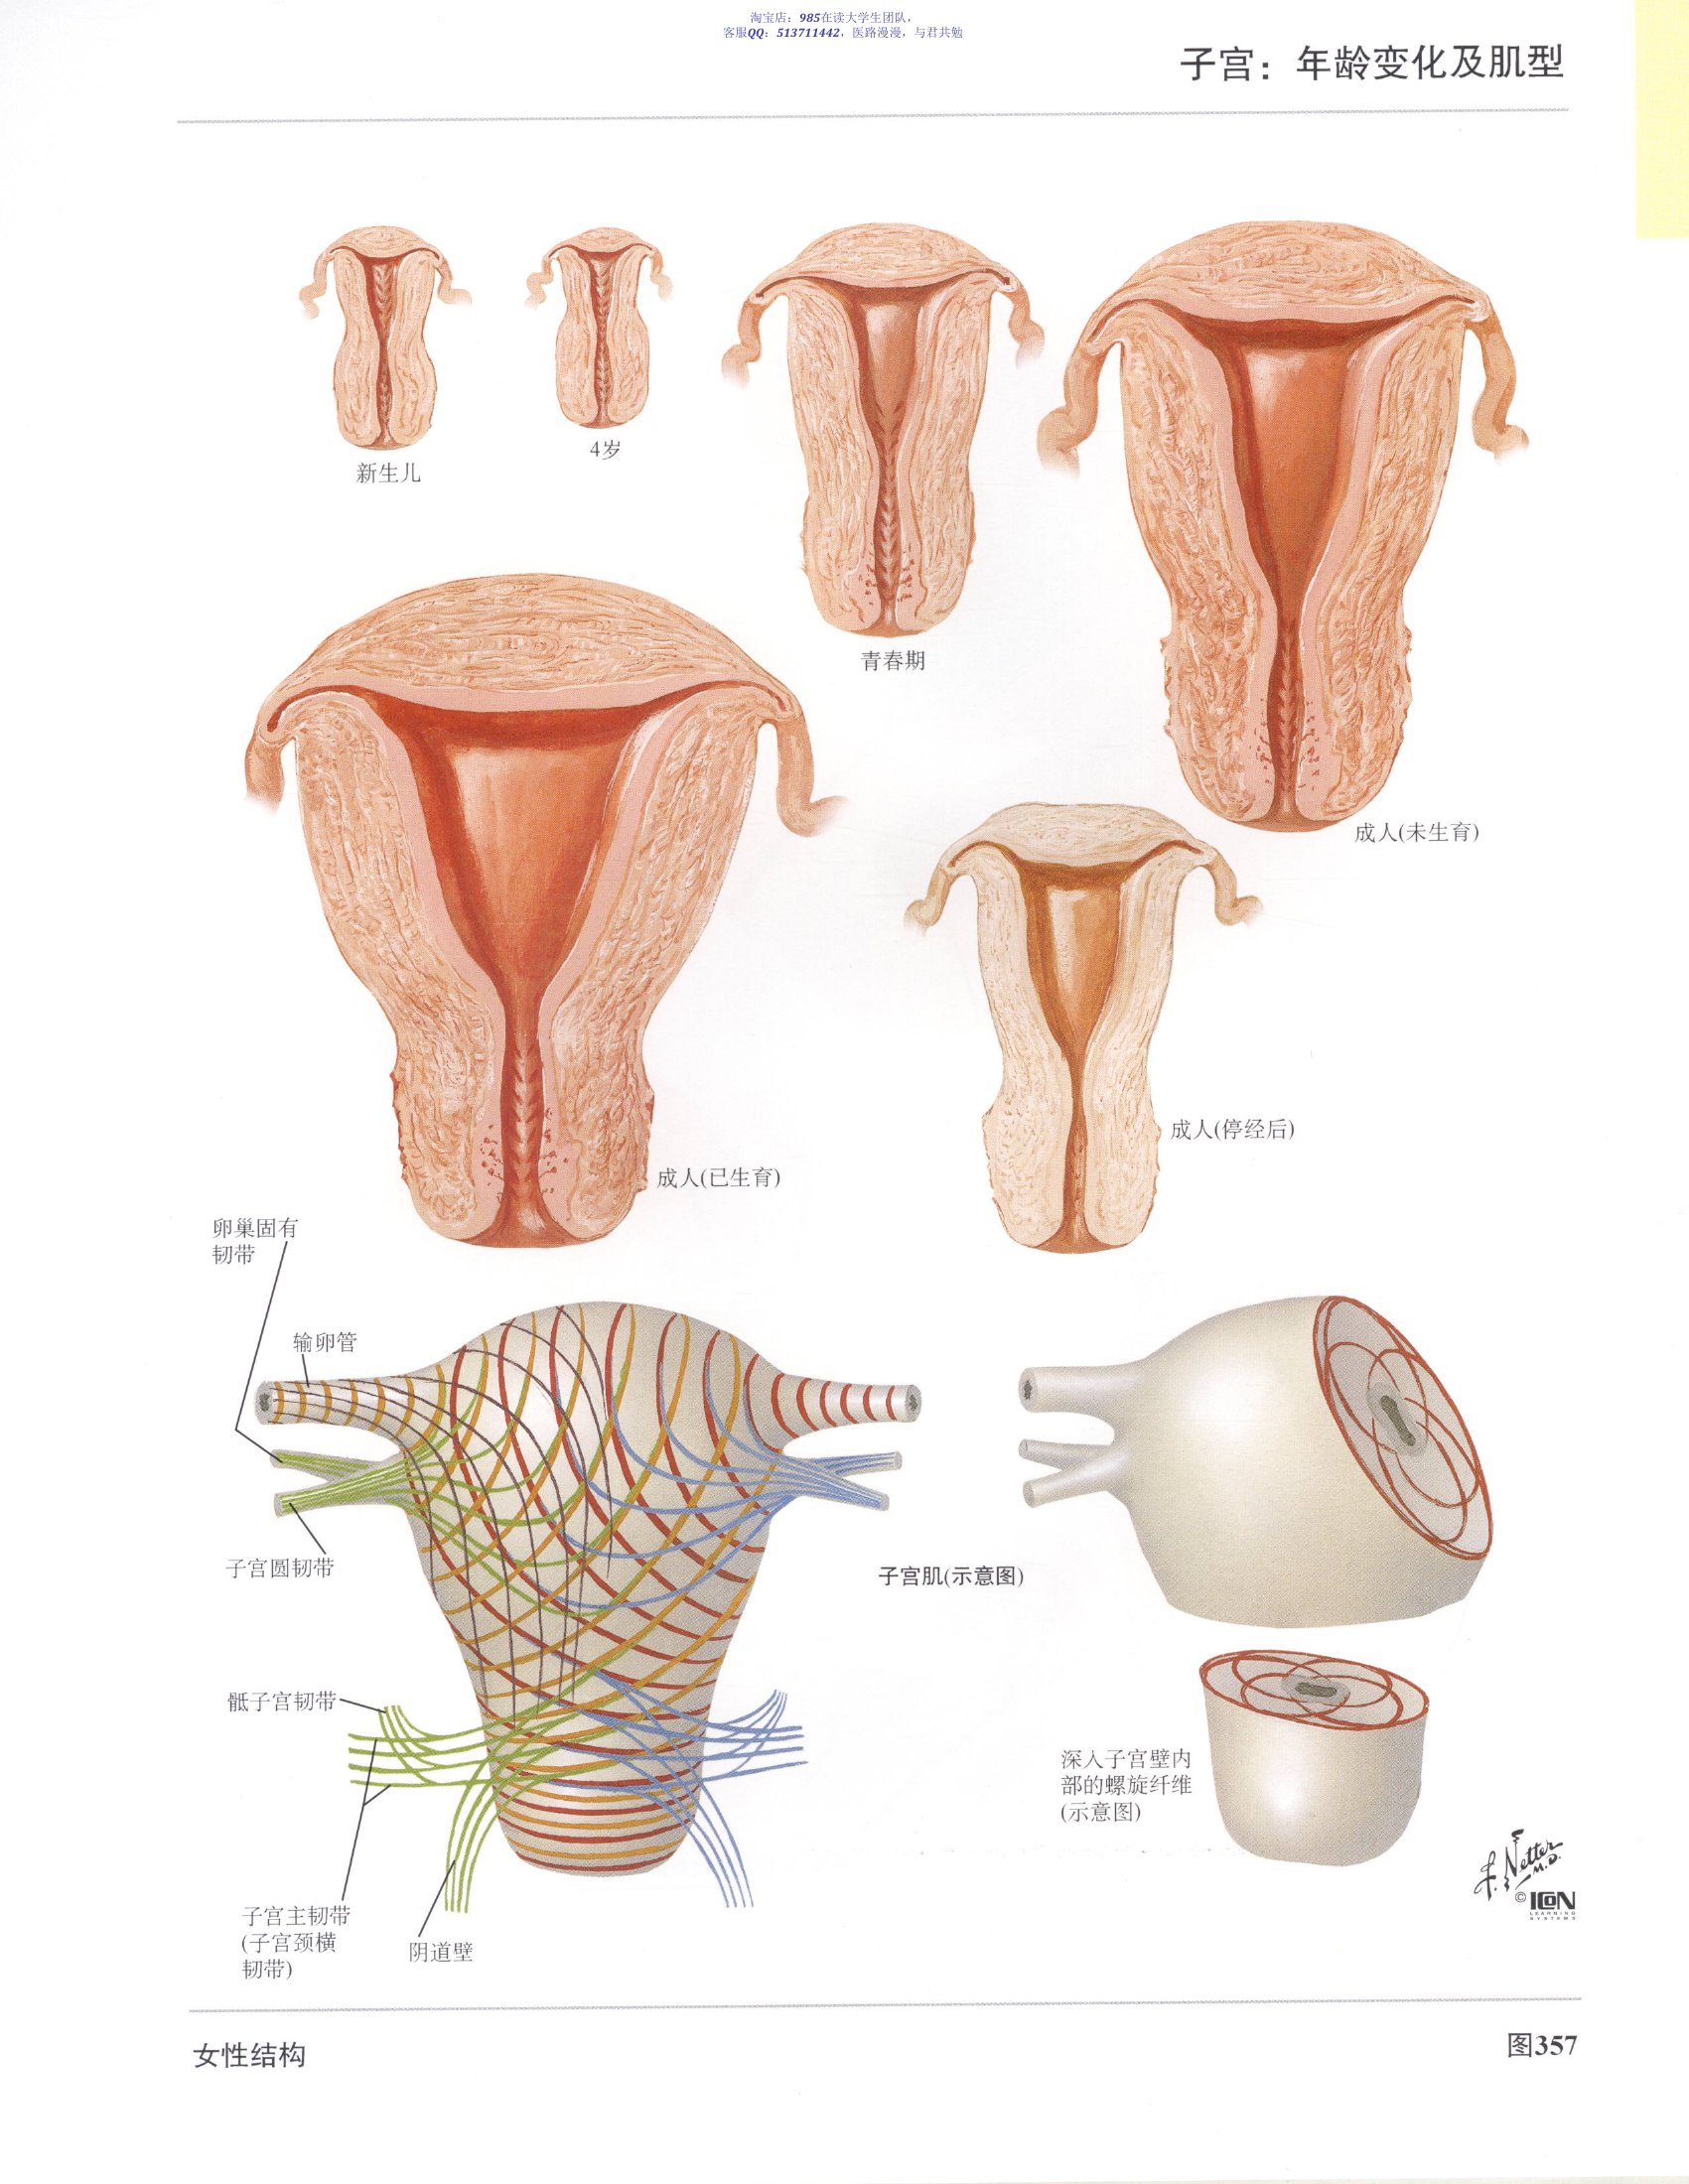 淘宝店：985在读大学生团队，
客服QQ：513711442，医路漫漫，与君共勉
子宫：年龄变化及肌型
新生儿
4岁
青春期
成人(未生育)
成人(已生育)
成人(停经后)
卵巢固有
韧带
输卵管
子宫圆韧带
子宫肌(示意图)
骶子宫韧带
深入子宫壁内
部的螺旋纤维
(示意图)
子宫主韧带
(子宫颈横
韧带)
阴道壁
F. Netter
M.D.
© ICON
LEARNING
SYSTEMS
女性结构
图357